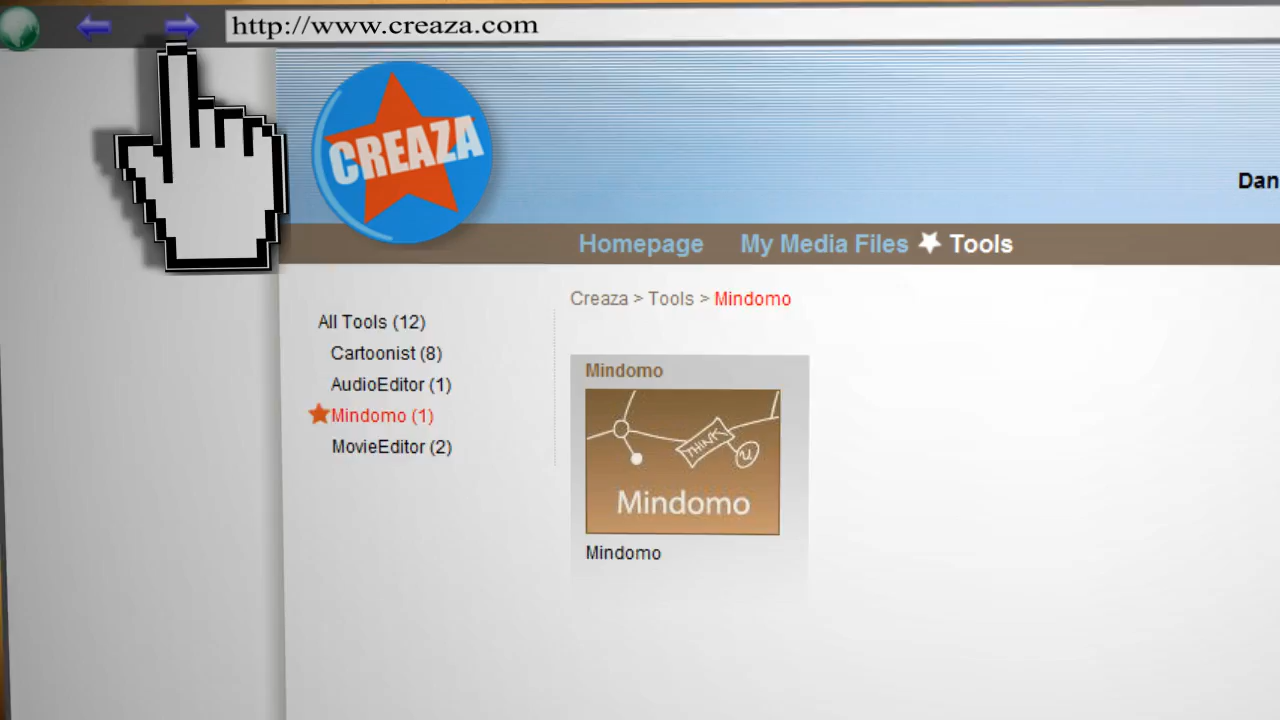 http://www.creaza.com
CREAZA
Dan
Homepage My Media Files Tools
Creaza > Tools > Mindomo
All Tools (12)
Cartoonist (8)
AudioEditor (1)
Mindomo (1)
MovieEditor (2)
Mindomo
THINK
U
Mindomo
Mindomo